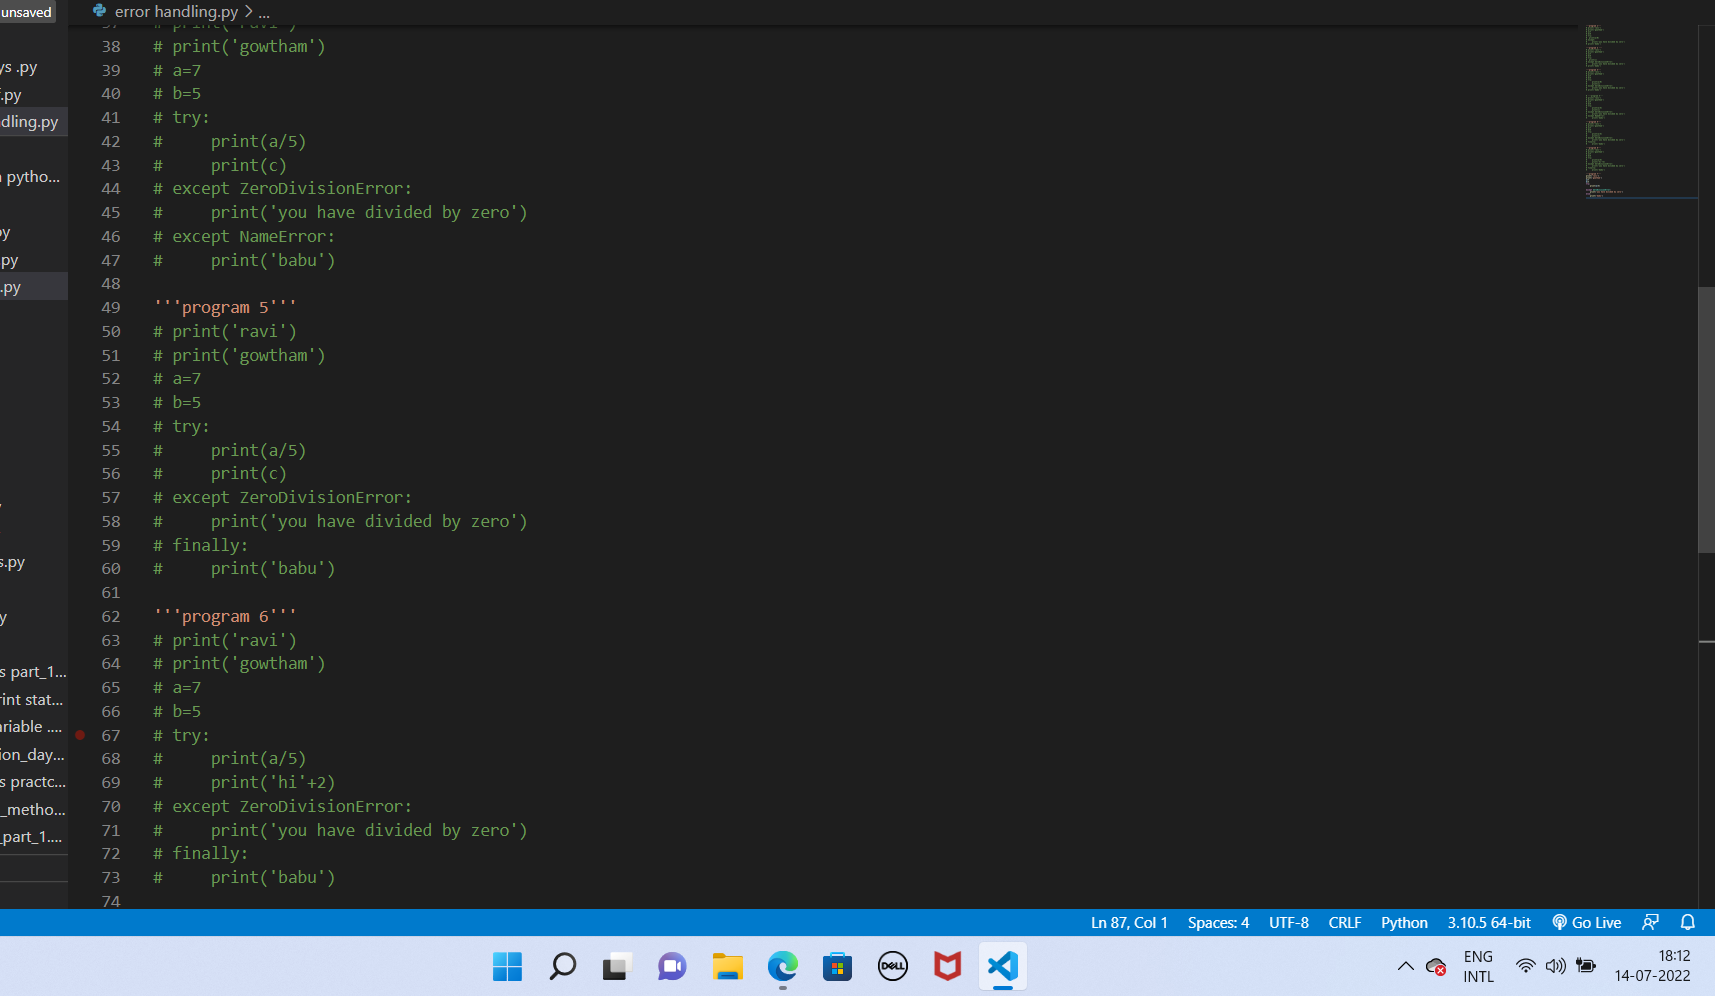 unsaved
error handling.py > ...
ys .py
f.py
dling.py
pytho...
py
py
.py
s.py
y
s part_1...
rint stat...
ariable ....
ion_day...
s practc...
_metho...
_part_1....
37 # print('ravi')
38 # print('gowtham')
39 # a=7
40 # b=5
41 # try:
42 #     print(a/5)
43 #     print(c)
44 # except ZeroDivisionError:
45 #     print('you have divided by zero')
46 # except NameError:
47 #     print('babu')
48
49 '''program 5'''
50 # print('ravi')
51 # print('gowtham')
52 # a=7
53 # b=5
54 # try:
55 #     print(a/5)
56 #     print(c)
57 # except ZeroDivisionError:
58 #     print('you have divided by zero')
59 # finally:
60 #     print('babu')
61
62 '''program 6'''
63 # print('ravi')
64 # print('gowtham')
65 # a=7
66 # b=5
67 # try:
68 #     print(a/5)
69 #     print('hi'+2)
70 # except ZeroDivisionError:
71 #     print('you have divided by zero')
72 # finally:
73 #     print('babu')
74
Ln 87, Col 1 Spaces: 4 UTF-8 CRLF Python 3.10.5 64-bit Go Live
DELL
ENG
INTL
18:12
14-07-2022